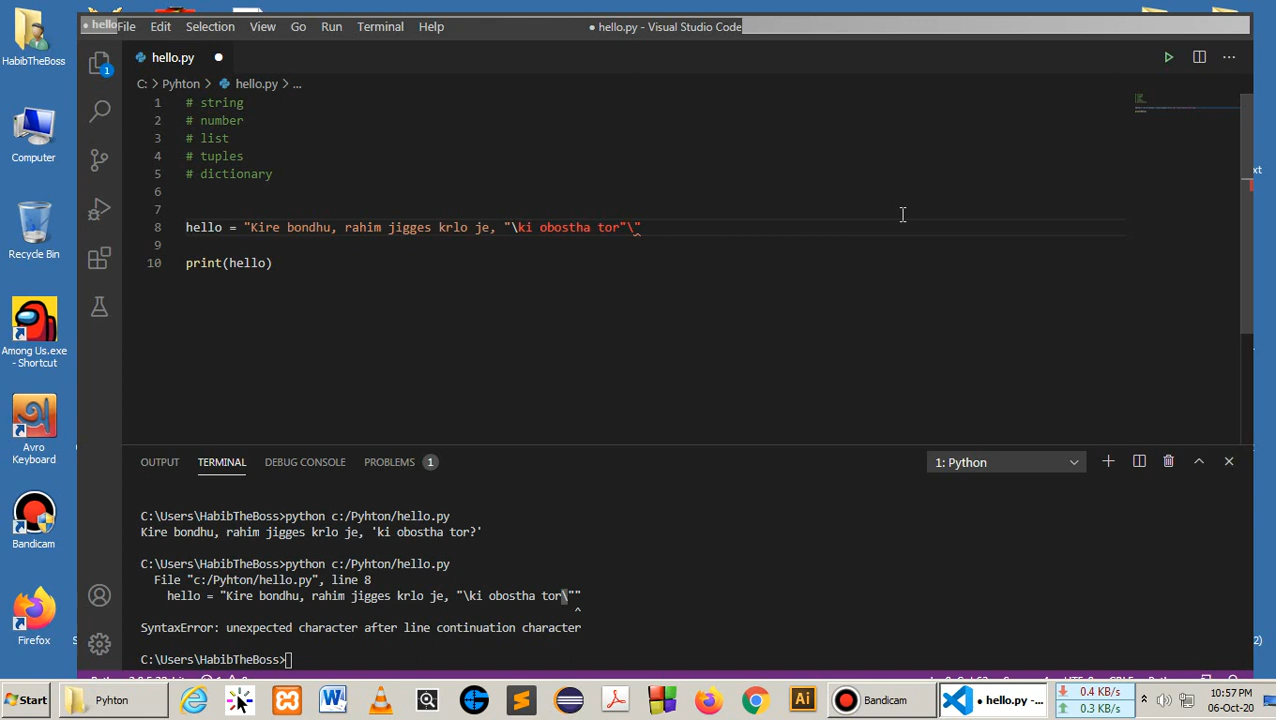 HabibTheBoss
Computer
Recycle Bin
Among Us.exe
- Shortcut
Avro
Keyboard
Bandicam
Firefox
● hello
File Edit Selection View Go Run Terminal Help
● hello.py - Visual Studio Code
hello.py ●
1
C: > Pyhton > hello.py > ...
1 # string
2 # number
3 # list
4 # tuples
5 # dictionary
6
7
8 hello = "Kire bondhu, rahim jigges krlo je, "\ki obostha tor"\"
9
10 print(hello)
OUTPUT TERMINAL DEBUG CONSOLE PROBLEMS 1
1: Python
C:\Users\HabibTheBoss>python c:/Pyhton/hello.py
Kire bondhu, rahim jigges krlo je, 'ki obostha tor?'
C:\Users\HabibTheBoss>python c:/Pyhton/hello.py
File "c:/Pyhton/hello.py", line 8
hello = "Kire bondhu, rahim jigges krlo je, "\ki obostha tor\""
^
SyntaxError: unexpected character after line continuation character
C:\Users\HabibTheBoss>
Start Pyhton Bandicam ● hello.py -...
0.4 KB/s
0.3 KB/s
10:57 PM
06-Oct-20